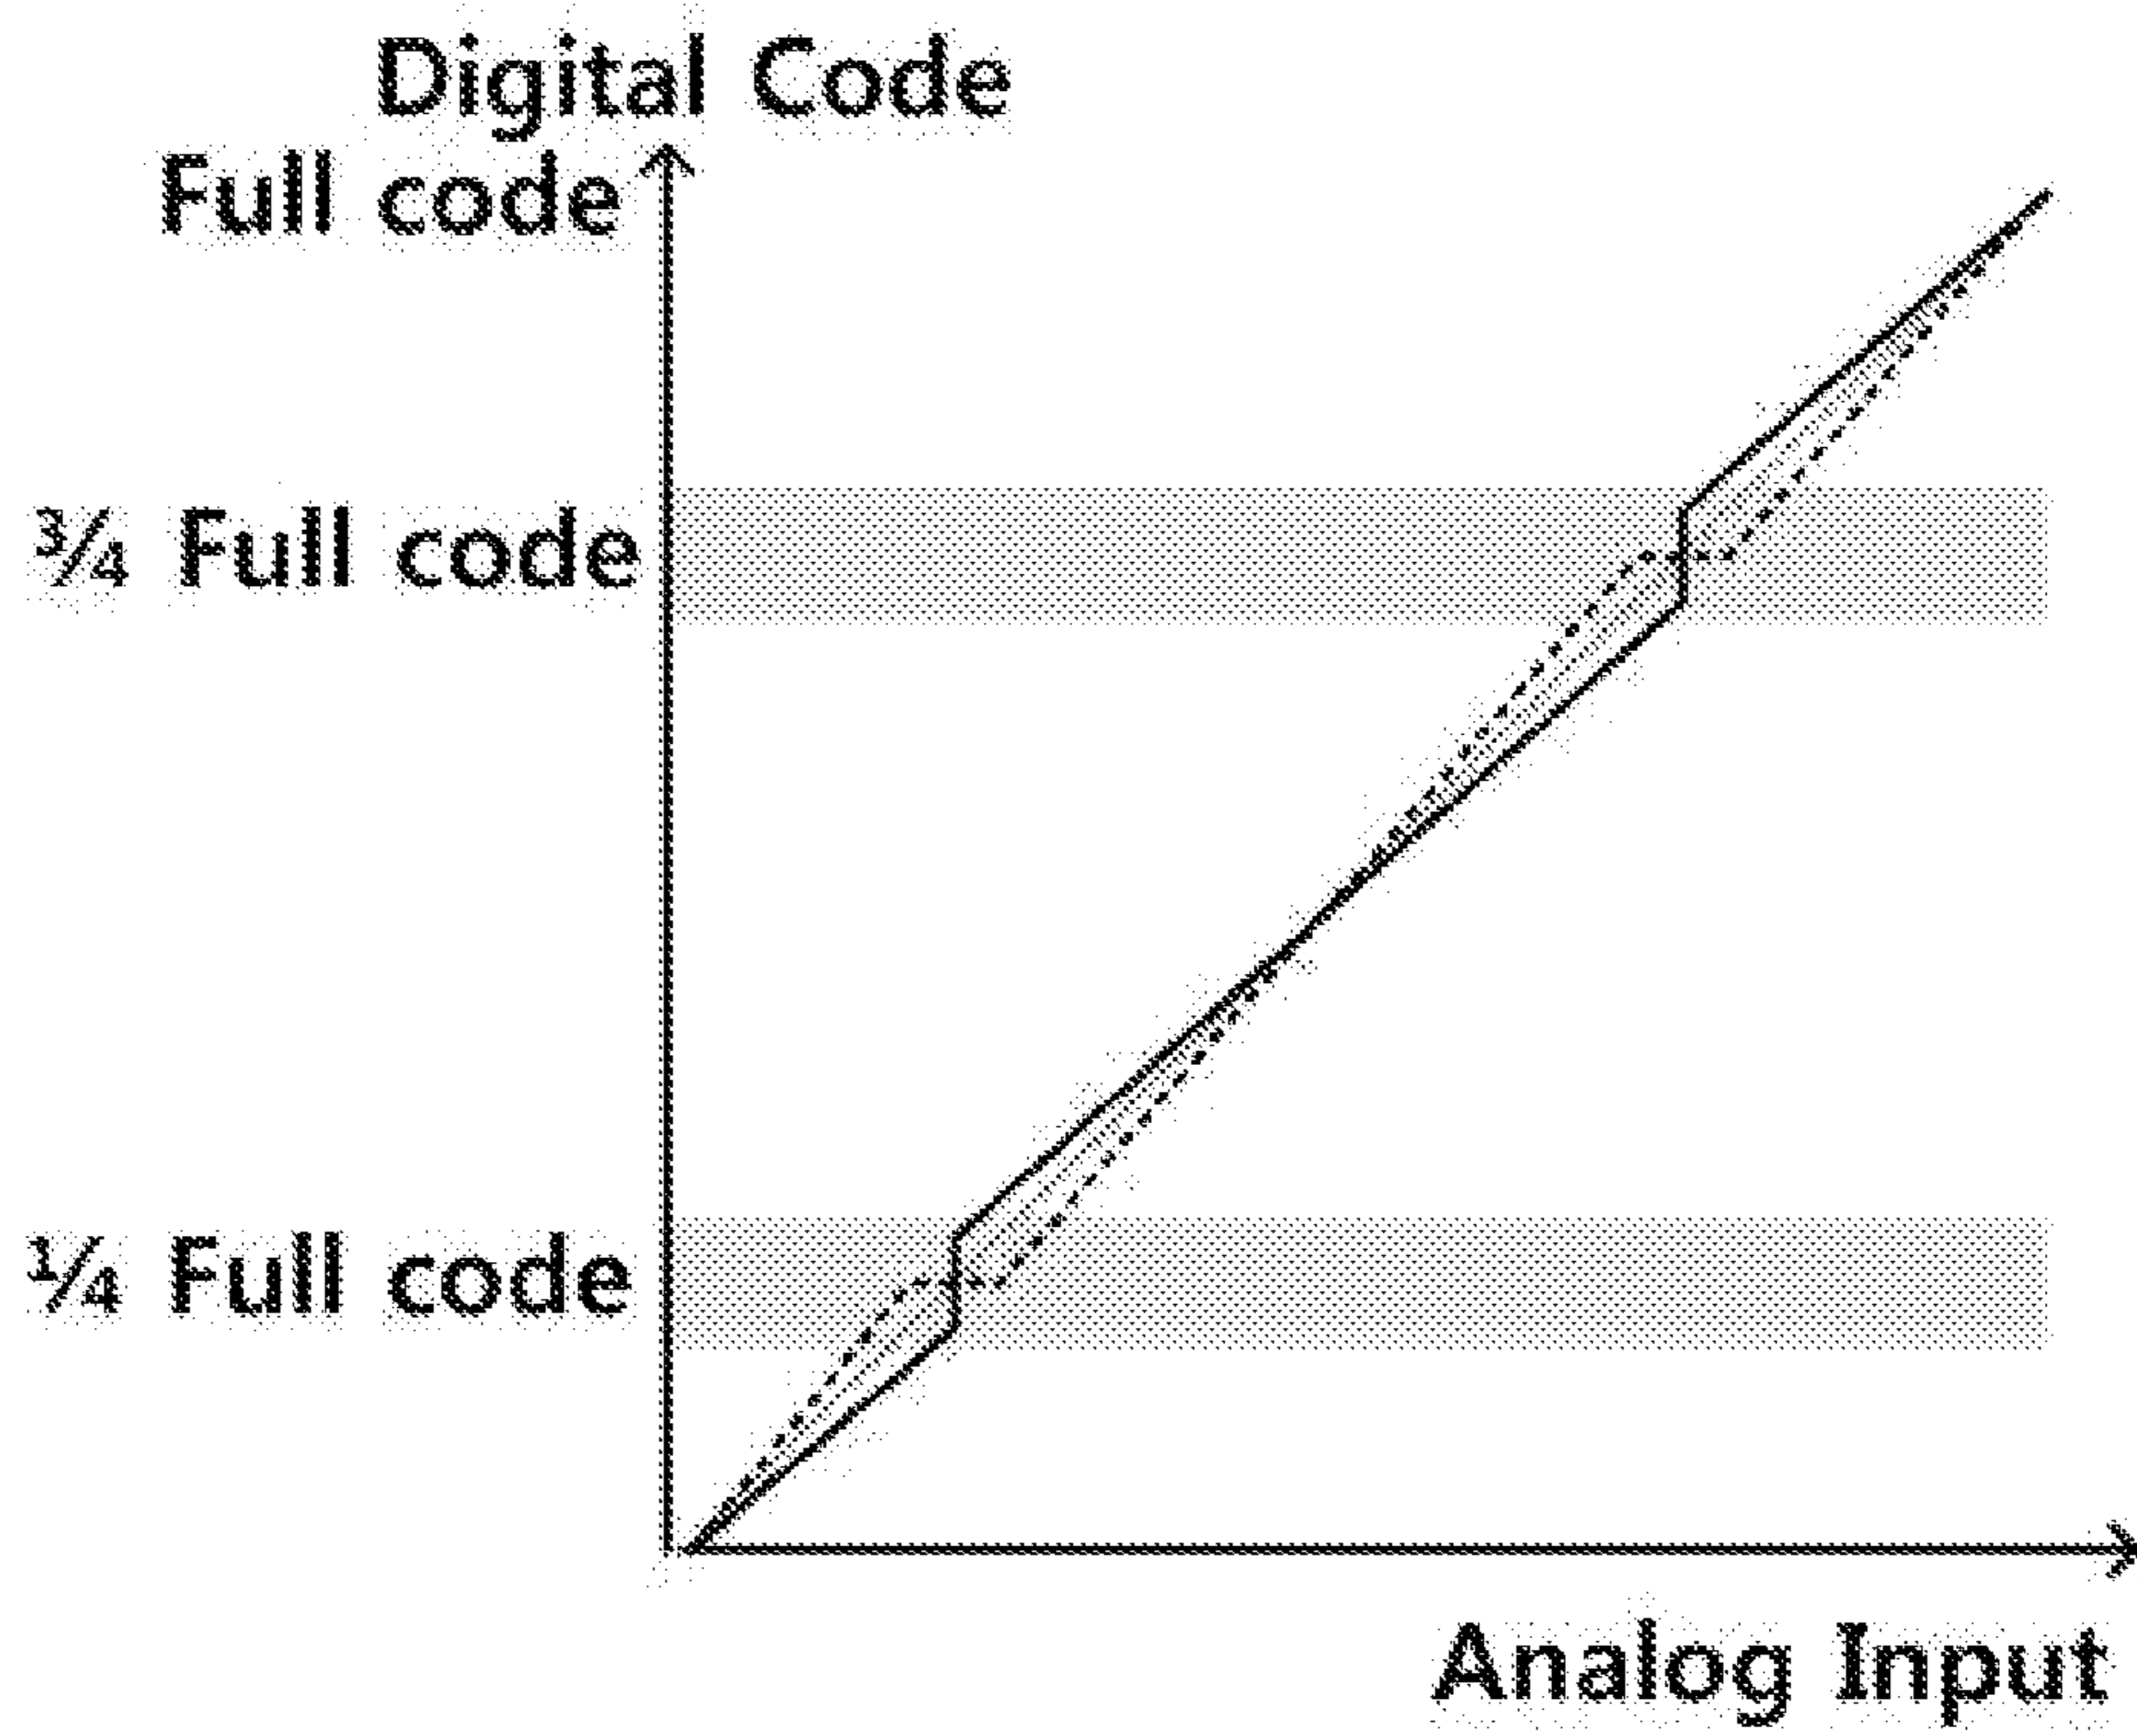 Digital Code
Full code
¾ Full code
¼ Full code
Analog Input